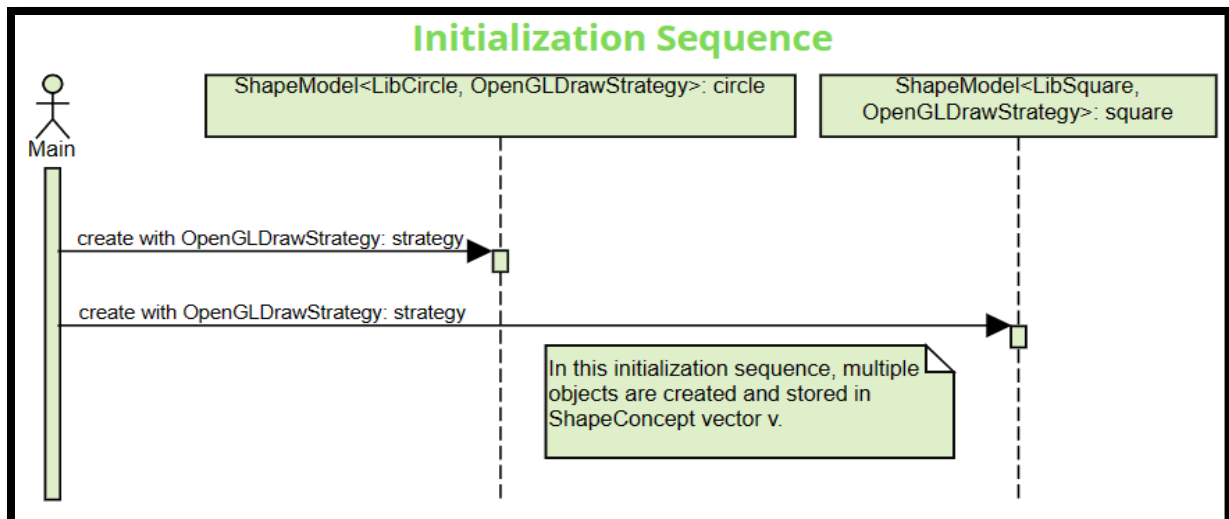 Initialization Sequence
ShapeModel<LibCircle, OpenGLDrawStrategy>: circle
ShapeModel<LibSquare,
OpenGLDrawStrategy>: square
Main
create with OpenGLDrawStrategy: strategy
create with OpenGLDrawStrategy: strategy
In this initialization sequence, multiple
objects are created and stored in
ShapeConcept vector v.